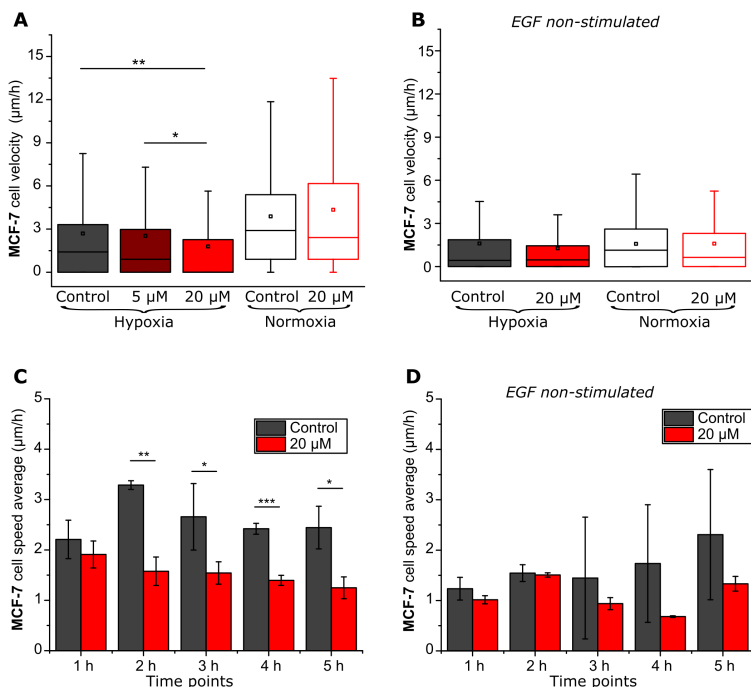 A
MCF-7 cell velocity (µm/h)
15
12
9
6
3
0
**
*
Control 5 µM 20 µM Control 20 µM
Hypoxia Normoxia
B
EGF non-stimulated
MCF-7 cell velocity (µm/h)
15
12
9
6
3
0
Control 20 µM Control 20 µM
Hypoxia Normoxia
C
MCF-7 cell speed average (µm/h)
5
4
3
2
1
0
Control
20 µM
** * *** *
1 h 2 h 3 h 4 h 5 h
Time points
D
EGF non-stimulated
MCF-7 cell speed average (µm/h)
5
4
3
2
1
0
Control
20 µM
1 h 2 h 3 h 4 h 5 h
Time points